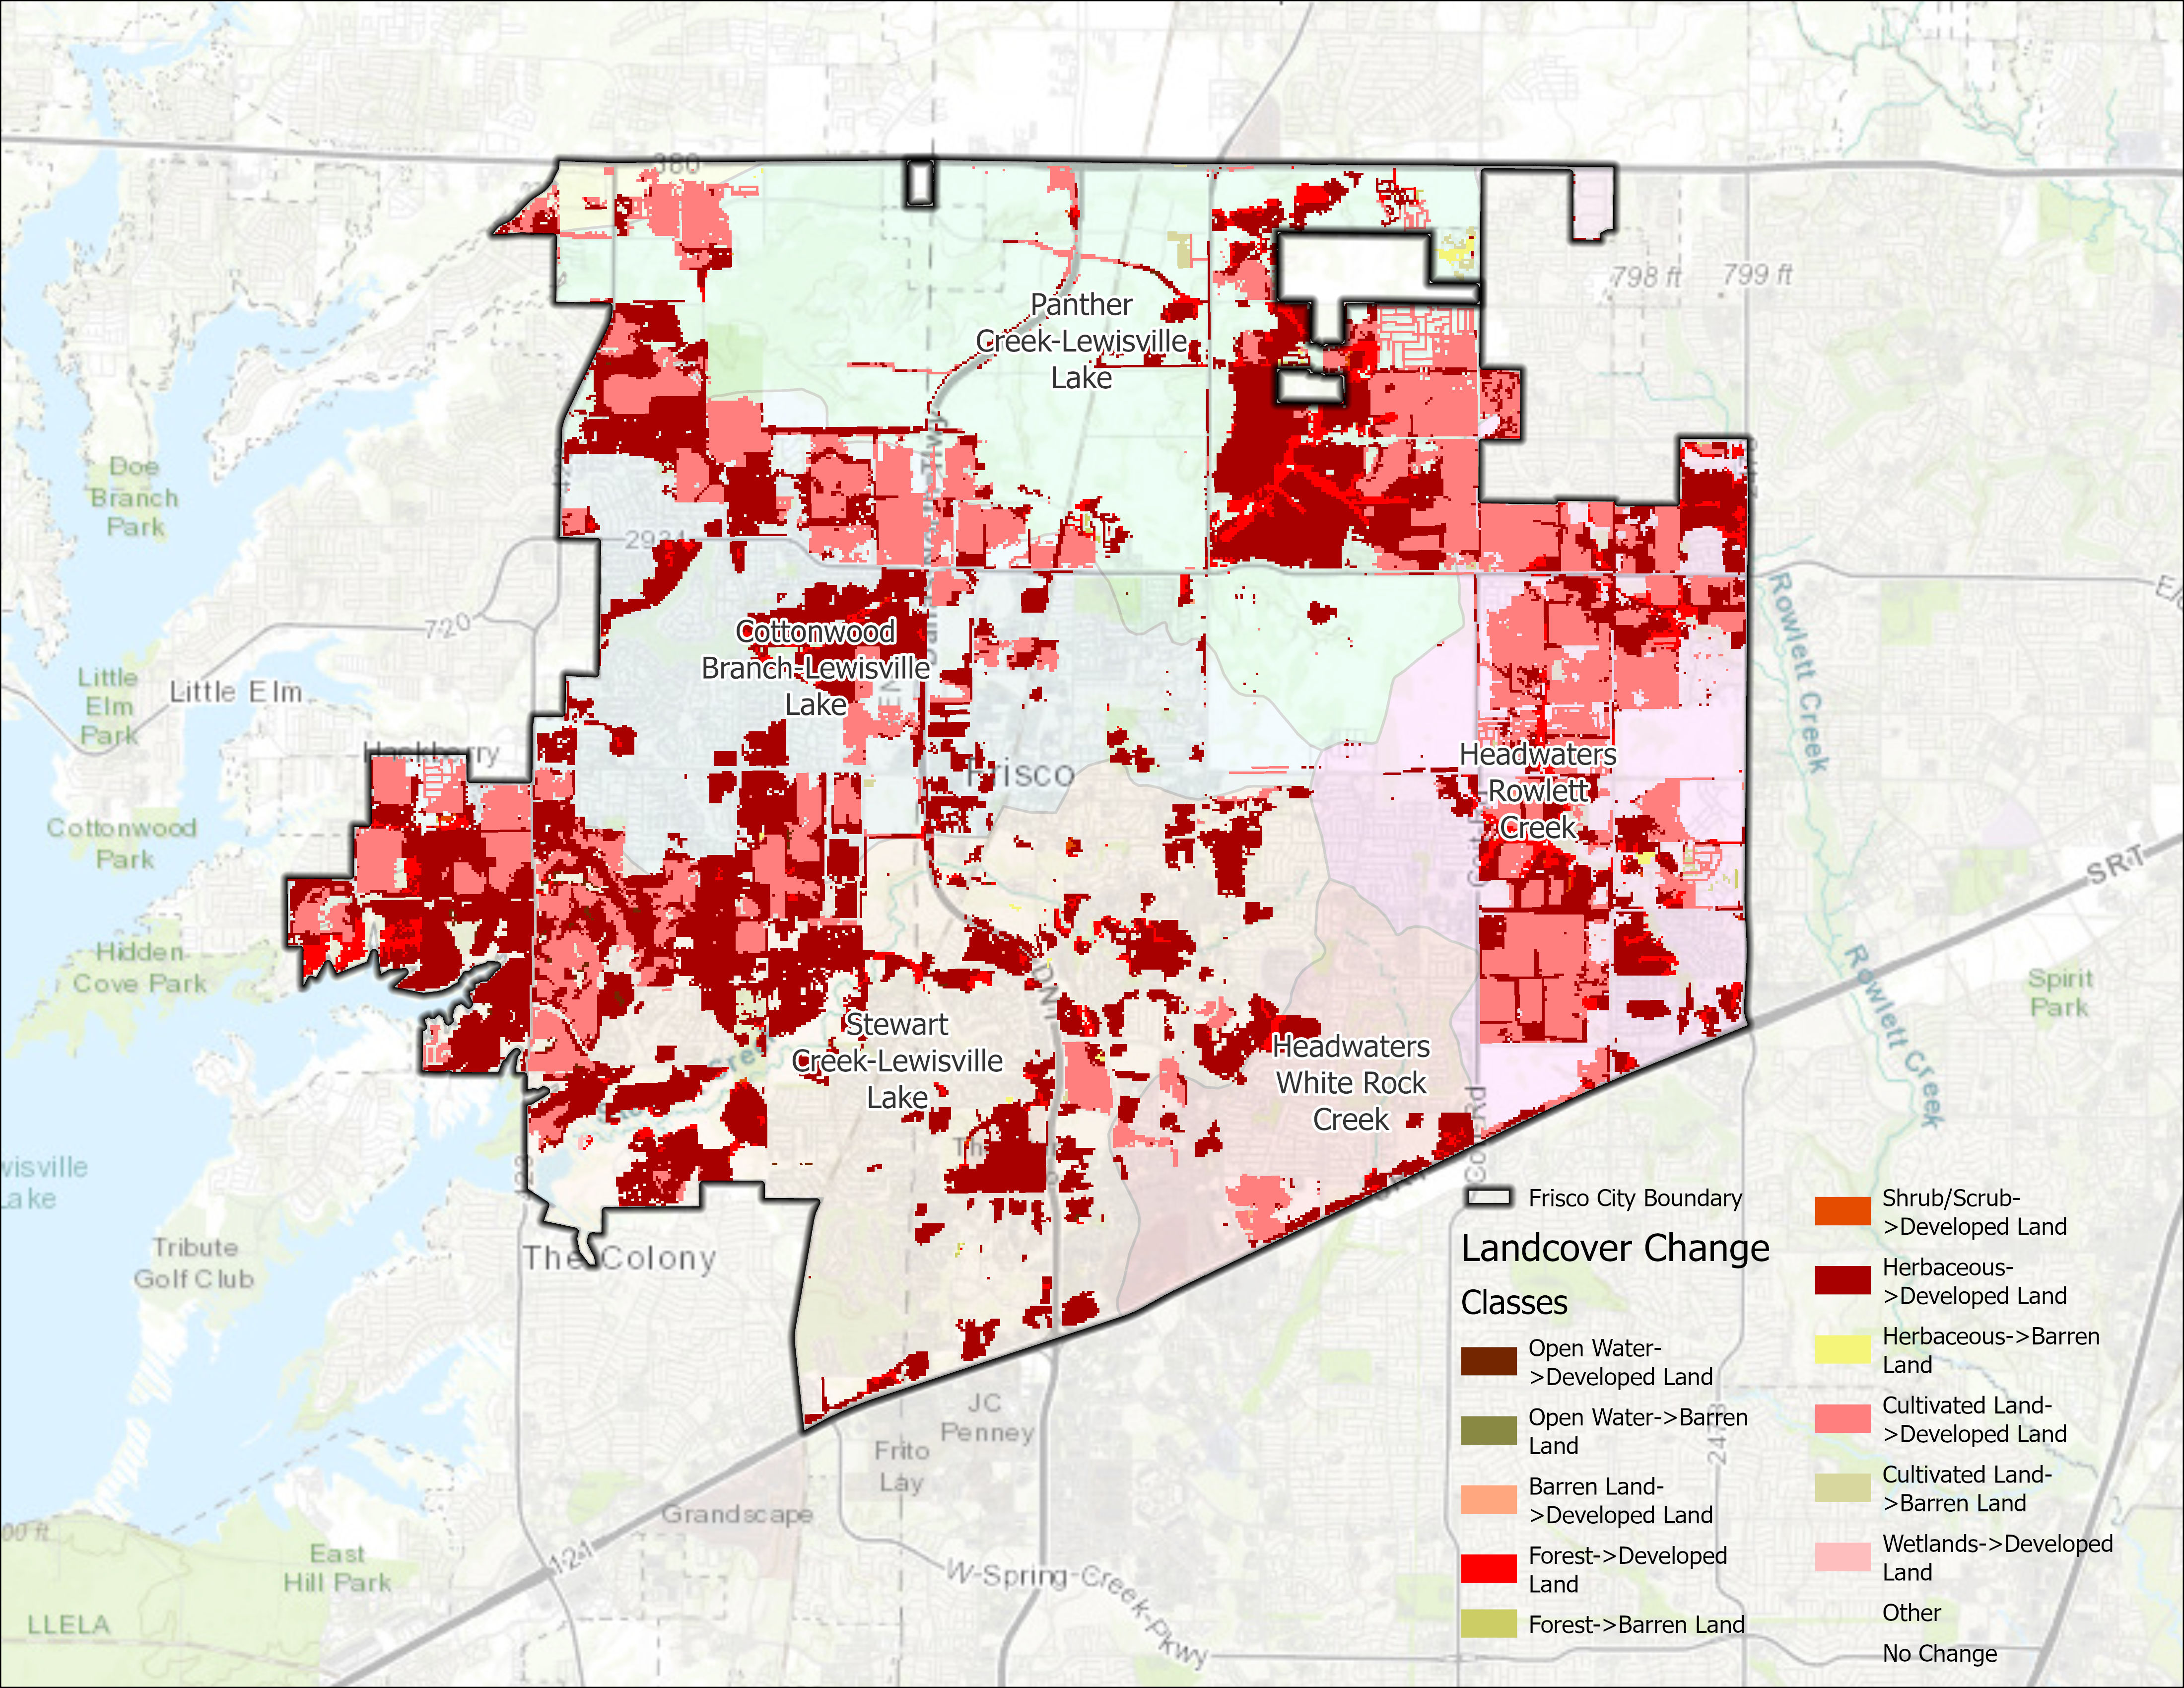 380
798 ft
799 ft
Panther
Creek-Lewisville
Lake
Doe
Branch
Park
720
Little Elm
Little
Elm
Park
Cottonwood
Branch-Lewisville
Lake
Rowlett Creek
Hackberry
Frisco
Headwaters
Rowlett
Creek
Cottonwood
Park
SRT
Hidden
Cove Park
Rowlett Creek
Spirit
Park
DNT
Stewart
Creek-Lewisville
Lake
Headwaters
White Rock
Creek
Lake
Tribute
Golf Club
The Colony
JC
Penney
Frito
Lay
Grandscape
121
W-Spring-Creek-Pkwy
East
Hill Park
LLELA
2478
Frisco City Boundary
Landcover Change
Classes
Open Water-
>Developed Land
Open Water->Barren
Land
Barren Land-
>Developed Land
Forest->Developed
Land
Forest->Barren Land
Shrub/Scrub-
>Developed Land
Herbaceous-
>Developed Land
Herbaceous->Barren
Land
Cultivated Land-
>Developed Land
Cultivated Land-
>Barren Land
Wetlands->Developed
Land
Other
No Change